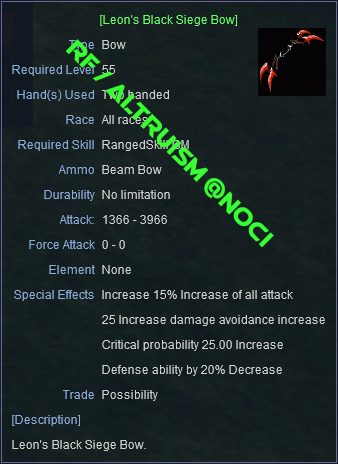 [Leon's Black Siege Bow]
Type Bow
Required Level 55
Hand(s) Used Two handed
Race All races
Required Skill RangedSkill GM
Ammo Beam Bow
Durability No limitation
Attack: 1366 - 3966
Force Attack 0 - 0
Element None
Special Effects Increase 15% Increase of all attack
25 Increase damage avoidance increase
Critical probability 25.00 Increase
Defense ability by 20% Decrease
Trade Possibility
[Description]
Leon's Black Siege Bow.
RF / ALTRUISM @NOCI